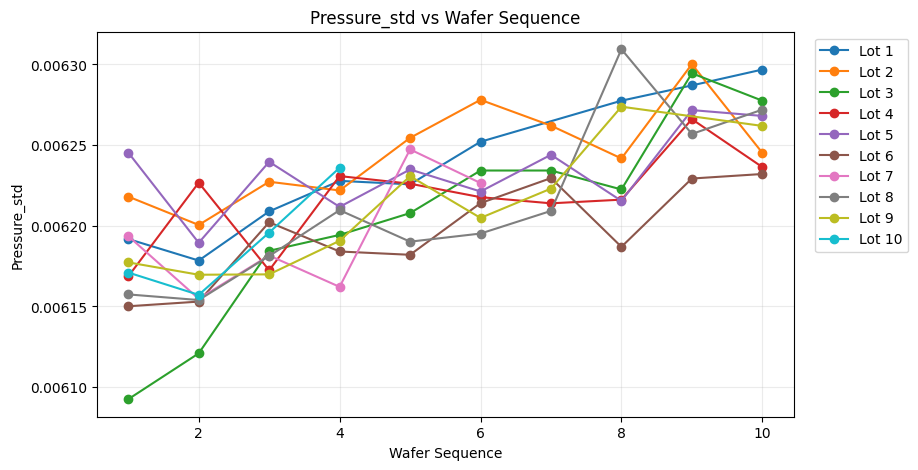 Pressure_std vs Wafer Sequence
Pressure_std
0.00630
0.00625
0.00620
0.00615
0.00610
2
4
6
8
10
Wafer Sequence
Lot 1
Lot 2
Lot 3
Lot 4
Lot 5
Lot 6
Lot 7
Lot 8
Lot 9
Lot 10